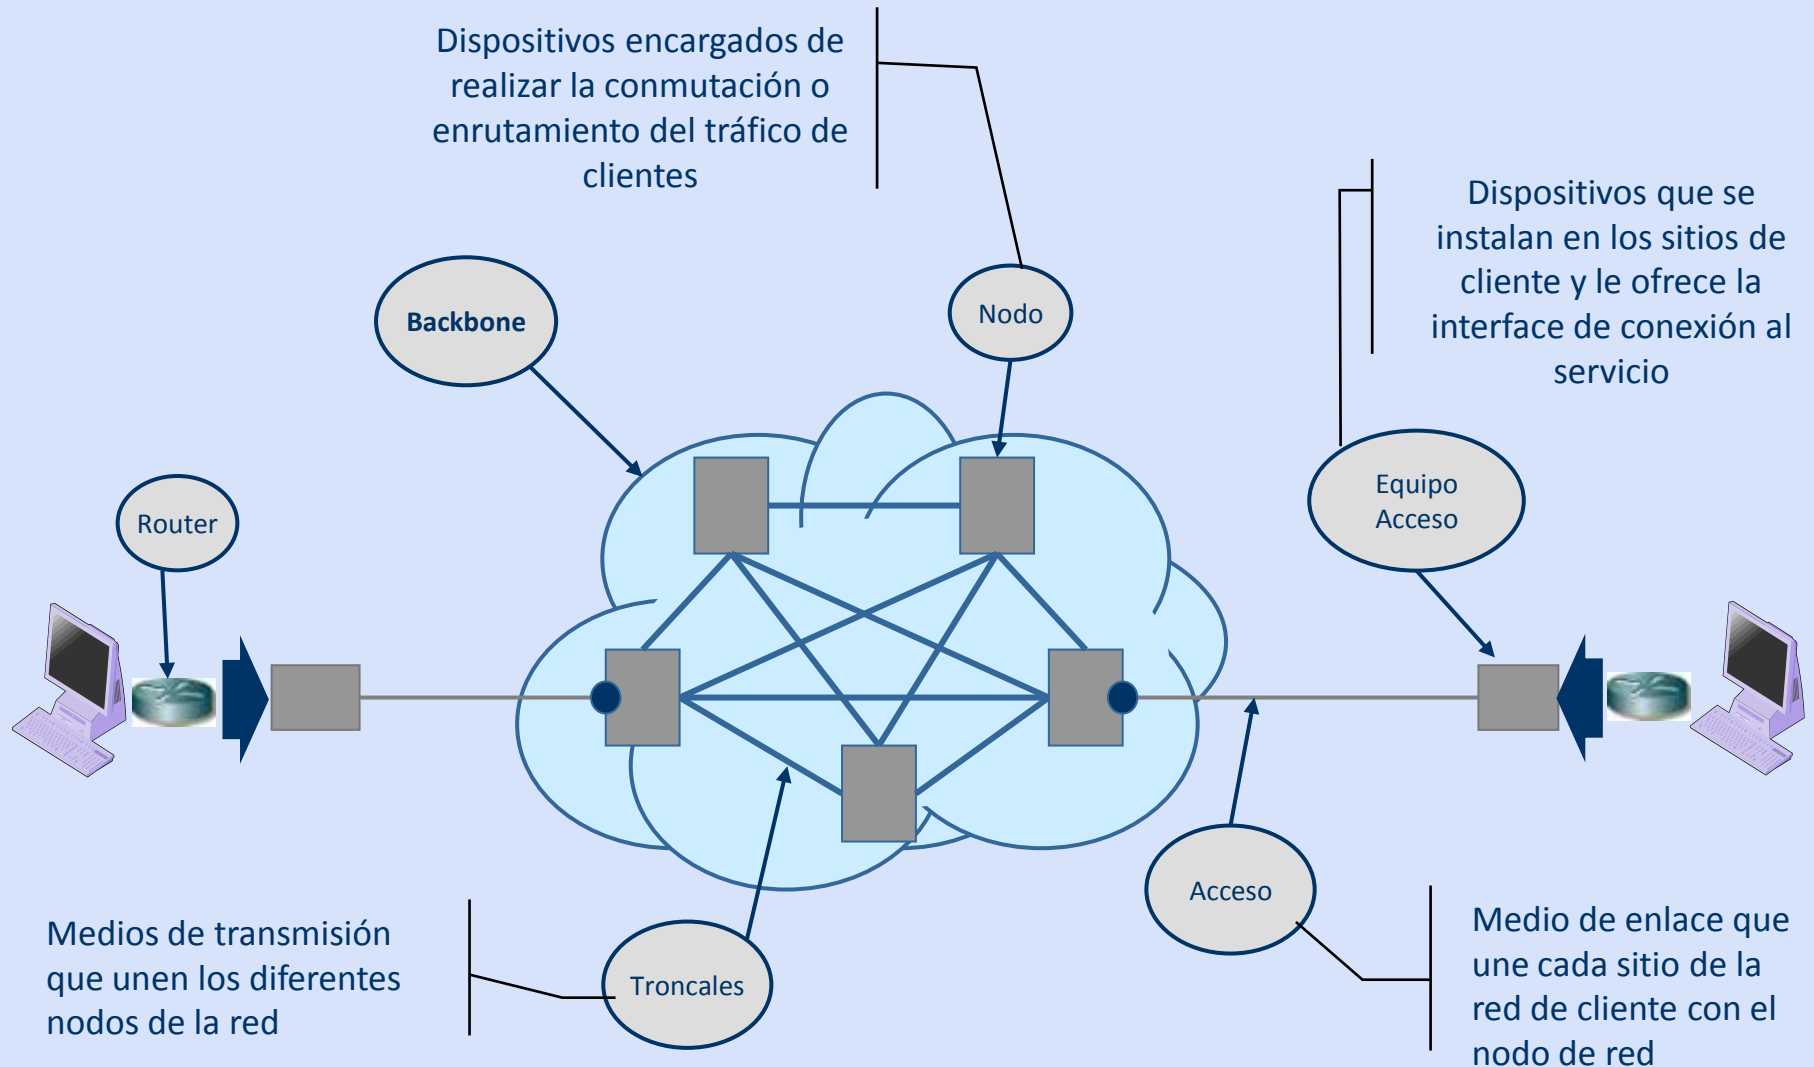 Dispositivos encargados de
realizar la conmutación o
enrutamiento del tráfico de
clientes
Dispositivos que se
instalan en los sitios de
cliente y le ofrece la
interface de conexión al
servicio
Backbone
Nodo
Router
Equipo
Acceso
Acceso
Troncales
Medios de transmisión
que unen los diferentes
nodos de la red
Medio de enlace que
une cada sitio de la
red de cliente con el
nodo de red